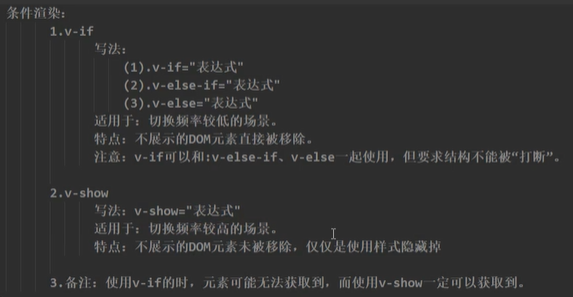 条件渲染:
1.v-if
写法:
(1).v-if="表达式"
(2).v-else-if="表达式"
(3).v-else="表达式"
适用于: 切换频率较低的场景。
特点: 不展示的DOM元素直接被移除。
注意: v-if可以和:v-else-if、v-else一起使用, 但要求结构不能被“打断”。
2.v-show
写法: v-show="表达式"
适用于: 切换频率较高的场景。
特点: 不展示的DOM元素未被移除, 仅仅是使用样式隐藏掉
3.备注: 使用v-if的时, 元素可能无法获取到, 而使用v-show一定可以获取到。